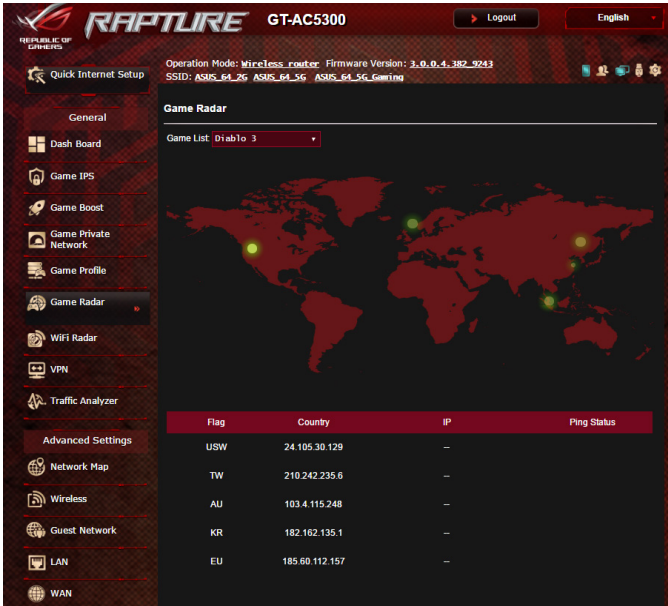 REPUBLIC OF
GAMERS
RAPTURE
GT-AC5300
Logout
English
Quick Internet Setup
Operation Mode: Wireless router Firmware Version: 3.0.0.4.382_9243
SSID: ASUS_64_2G ASUS_64_5G ASUS_64_5G_Gaming
General
Dash Board
Game IPS
Game Boost
Game Private
Network
Game Profile
Game Radar
WiFi Radar
VPN
Traffic Analyzer
Advanced Settings
Network Map
Wireless
Guest Network
LAN
WAN
Game Radar
Game List: Diablo 3
Flag Country IP Ping Status
USW 24.105.30.129 --
TW 210.242.235.6 --
AU 103.4.115.248 --
KR 182.162.135.1 --
EU 185.60.112.157 --